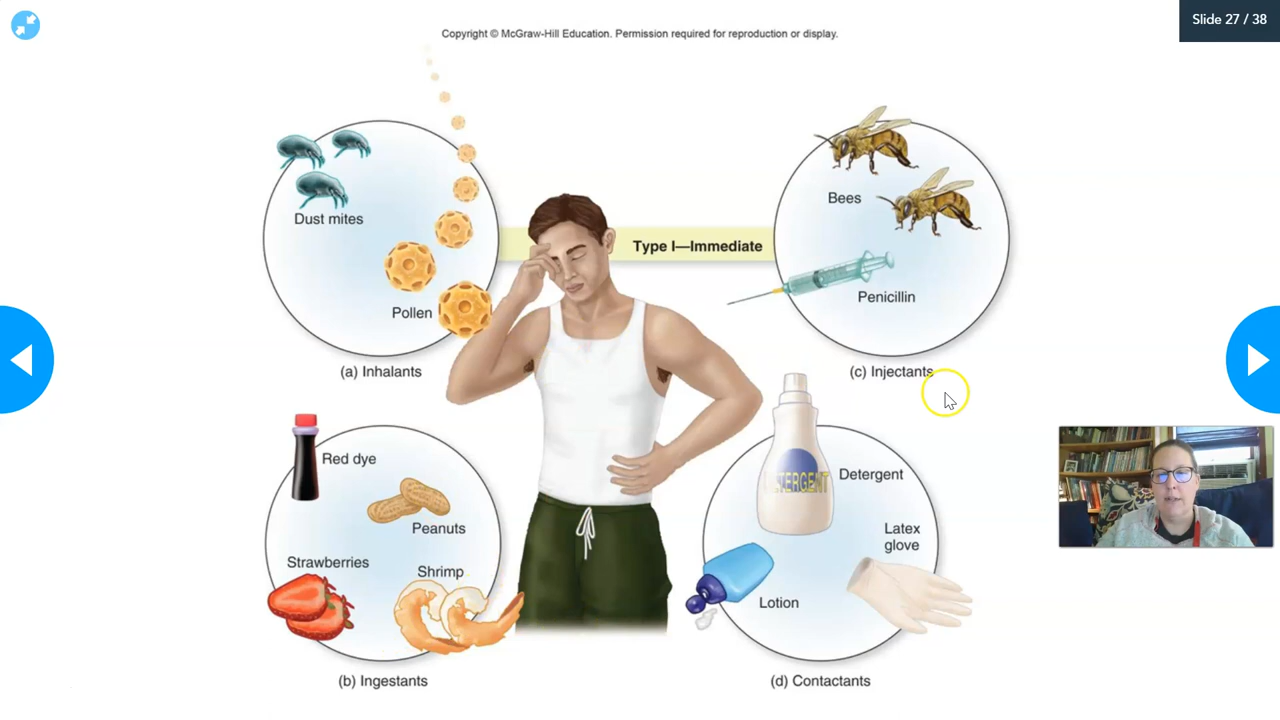 Slide 27 / 38
Copyright © McGraw-Hill Education. Permission required for reproduction or display.
Dust mites
Pollen
(a) Inhalants
Type I—Immediate
Bees
Penicillin
(c) Injectants
Red dye
Peanuts
Strawberries
Shrimp
(b) Ingestants
DETERGENT
Detergent
Latex
glove
Lotion
(d) Contactants